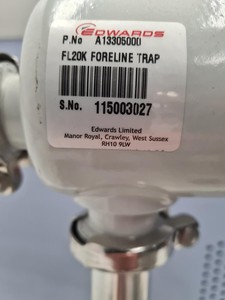 EDWARDS
P.No A13305000
FL20K FORELINE TRAP
S.No. 115003027
Edwards Limited
Manor Royal, Crawley, West Sussex
RH10 9LW